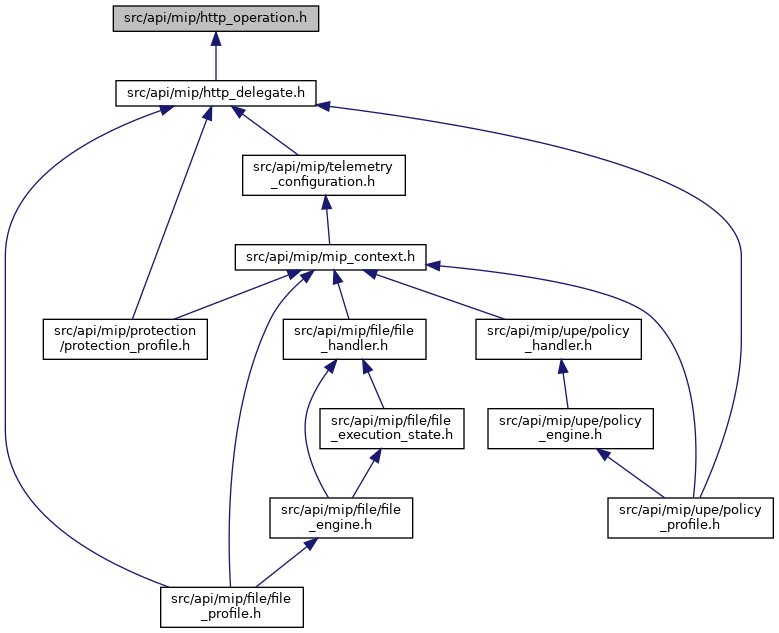 src/api/mip/http_operation.h
src/api/mip/http_delegate.h
src/api/mip/telemetry
_configuration.h
src/api/mip/mip_context.h
src/api/mip/protection
/protection_profile.h
src/api/mip/file/file
_handler.h
src/api/mip/upe/policy
_handler.h
src/api/mip/file/file
_execution_state.h
src/api/mip/upe/policy
_engine.h
src/api/mip/file/file
_engine.h
src/api/mip/upe/policy
_profile.h
src/api/mip/file/file
_profile.h